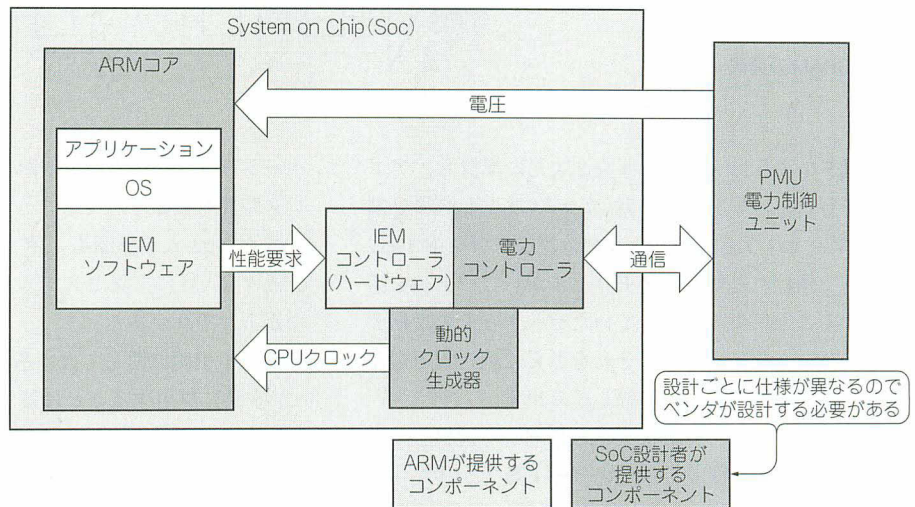 System on Chip(Soc)
ARMコア
電圧
アプリケーション
OS
IEM
ソフトウェア
性能要求
IEM
コントローラ
(ハードウェア)
電力
コントローラ
通信
PMU
電力制御
ユニット
CPUクロック
動的
クロック
生成器
設計ごとに仕様が異なるので
ベンダが設計する必要がある
ARMが提供する
コンポーネント
SoC設計者が
提供する
コンポーネント